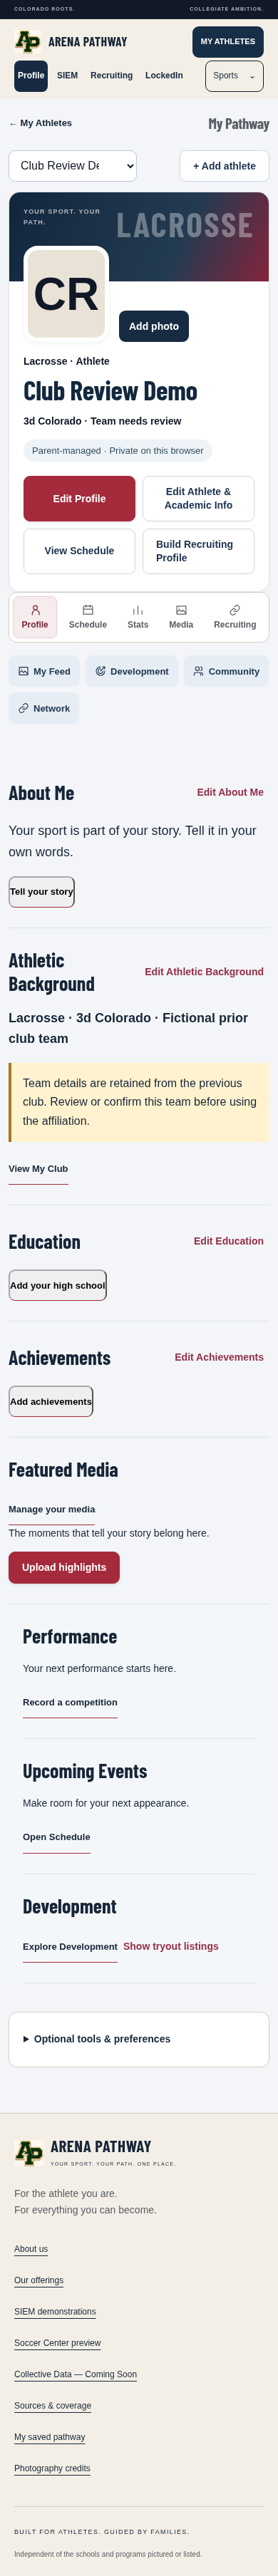 COLORADO ROOTS. COLLEGIATE AMBITION.
AP ARENA PATHWAY MY ATHLETES
Profile SIEM Recruiting LockedIn Sports
← My Athletes My Pathway
Club Review De + Add athlete
YOUR SPORT. YOUR
PATH.
LACROSSE
CR
Add photo
Lacrosse · Athlete
Club Review Demo
3d Colorado · Team needs review
Parent-managed · Private on this browser
Edit Profile
Edit Athlete &
Academic Info
View Schedule
Build Recruiting
Profile
Profile Schedule Stats Media Recruiting
My Feed Development Community
Network
About Me Edit About Me
Your sport is part of your story. Tell it in your
own words.
Tell your story
Athletic
Background
Edit Athletic Background
Lacrosse · 3d Colorado · Fictional prior
club team
Team details are retained from the previous
club. Review or confirm this team before using
the affiliation.
View My Club
Education Edit Education
Add your high school
Achievements Edit Achievements
Add achievements
Featured Media
Manage your media
The moments that tell your story belong here.
Upload highlights
Performance
Your next performance starts here.
Record a competition
Upcoming Events
Make room for your next appearance.
Open Schedule
Development
Explore Development Show tryout listings
▶ Optional tools & preferences
AP ARENA PATHWAY
YOUR SPORT. YOUR PATH. ONE PLACE.
For the athlete you are.
For everything you can become.
About us
Our offerings
SIEM demonstrations
Soccer Center preview
Collective Data — Coming Soon
Sources & coverage
My saved pathway
Photography credits
BUILT FOR ATHLETES. GUIDED BY FAMILIES.
Independent of the schools and programs pictured or listed.